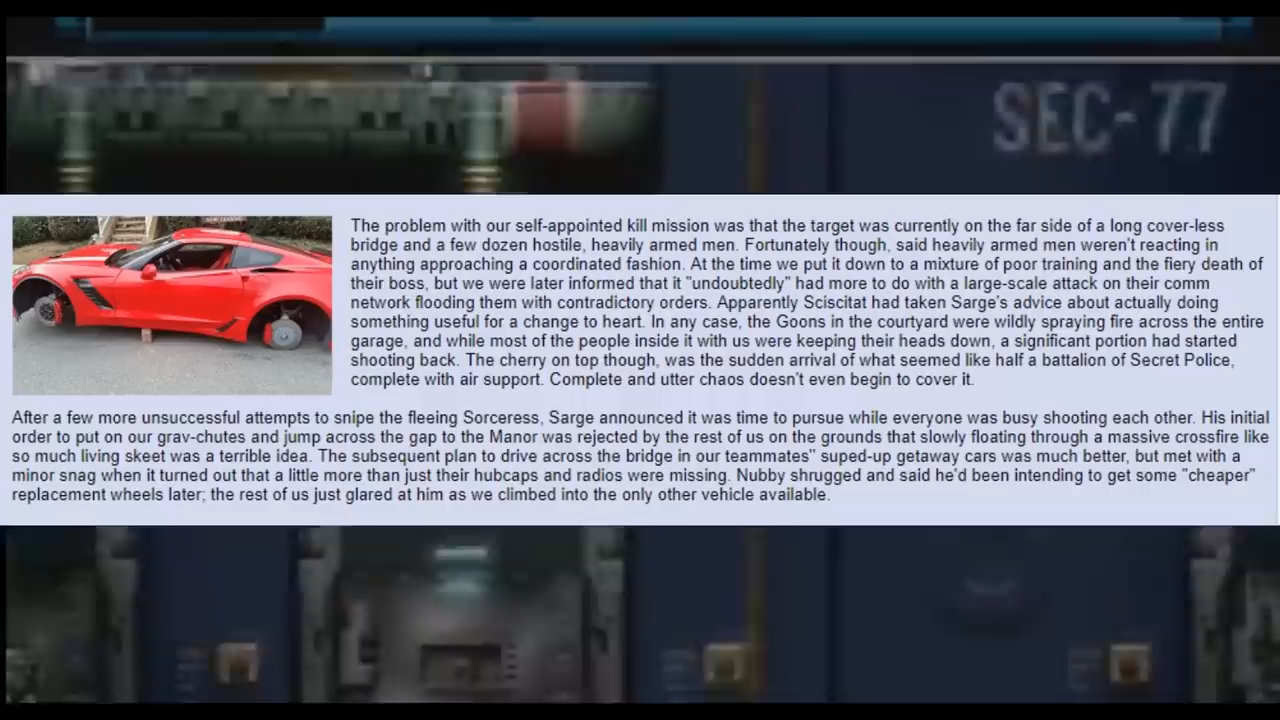 SEC-77
The problem with our self-appointed kill mission was that the target was currently on the far side of a long cover-less
bridge and a few dozen hostile, heavily armed men. Fortunately though, said heavily armed men weren't reacting in
anything approaching a coordinated fashion. At the time we put it down to a mixture of poor training and the fiery death of
their boss, but we were later informed that it "undoubtedly" had more to do with a large-scale attack on their comm
network flooding them with contradictory orders. Apparently Sciscitat had taken Sarge's advice about actually doing
something useful for a change to heart. In any case, the Goons in the courtyard were wildly spraying fire across the entire
garage, and while most of the people inside it with us were keeping their heads down, a significant portion had started
shooting back. The cherry on top though, was the sudden arrival of what seemed like half a battalion of Secret Police,
complete with air support. Complete and utter chaos doesn't even begin to cover it.
After a few more unsuccessful attempts to snipe the fleeing Sorceress, Sarge announced it was time to pursue while everyone was busy shooting each other. His initial
order to put on our grav-chutes and jump across the gap to the Manor was rejected by the rest of us on the grounds that slowly floating through a massive crossfire like
so much living skeet was a terrible idea. The subsequent plan to drive across the bridge in our teammates" suped-up getaway cars was much better, but met with a
minor snag when it turned out that a little more than just their hubcaps and radios were missing. Nubby shrugged and said he'd been intending to get some "cheaper"
replacement wheels later; the rest of us just glared at him as we climbed into the only other vehicle available.